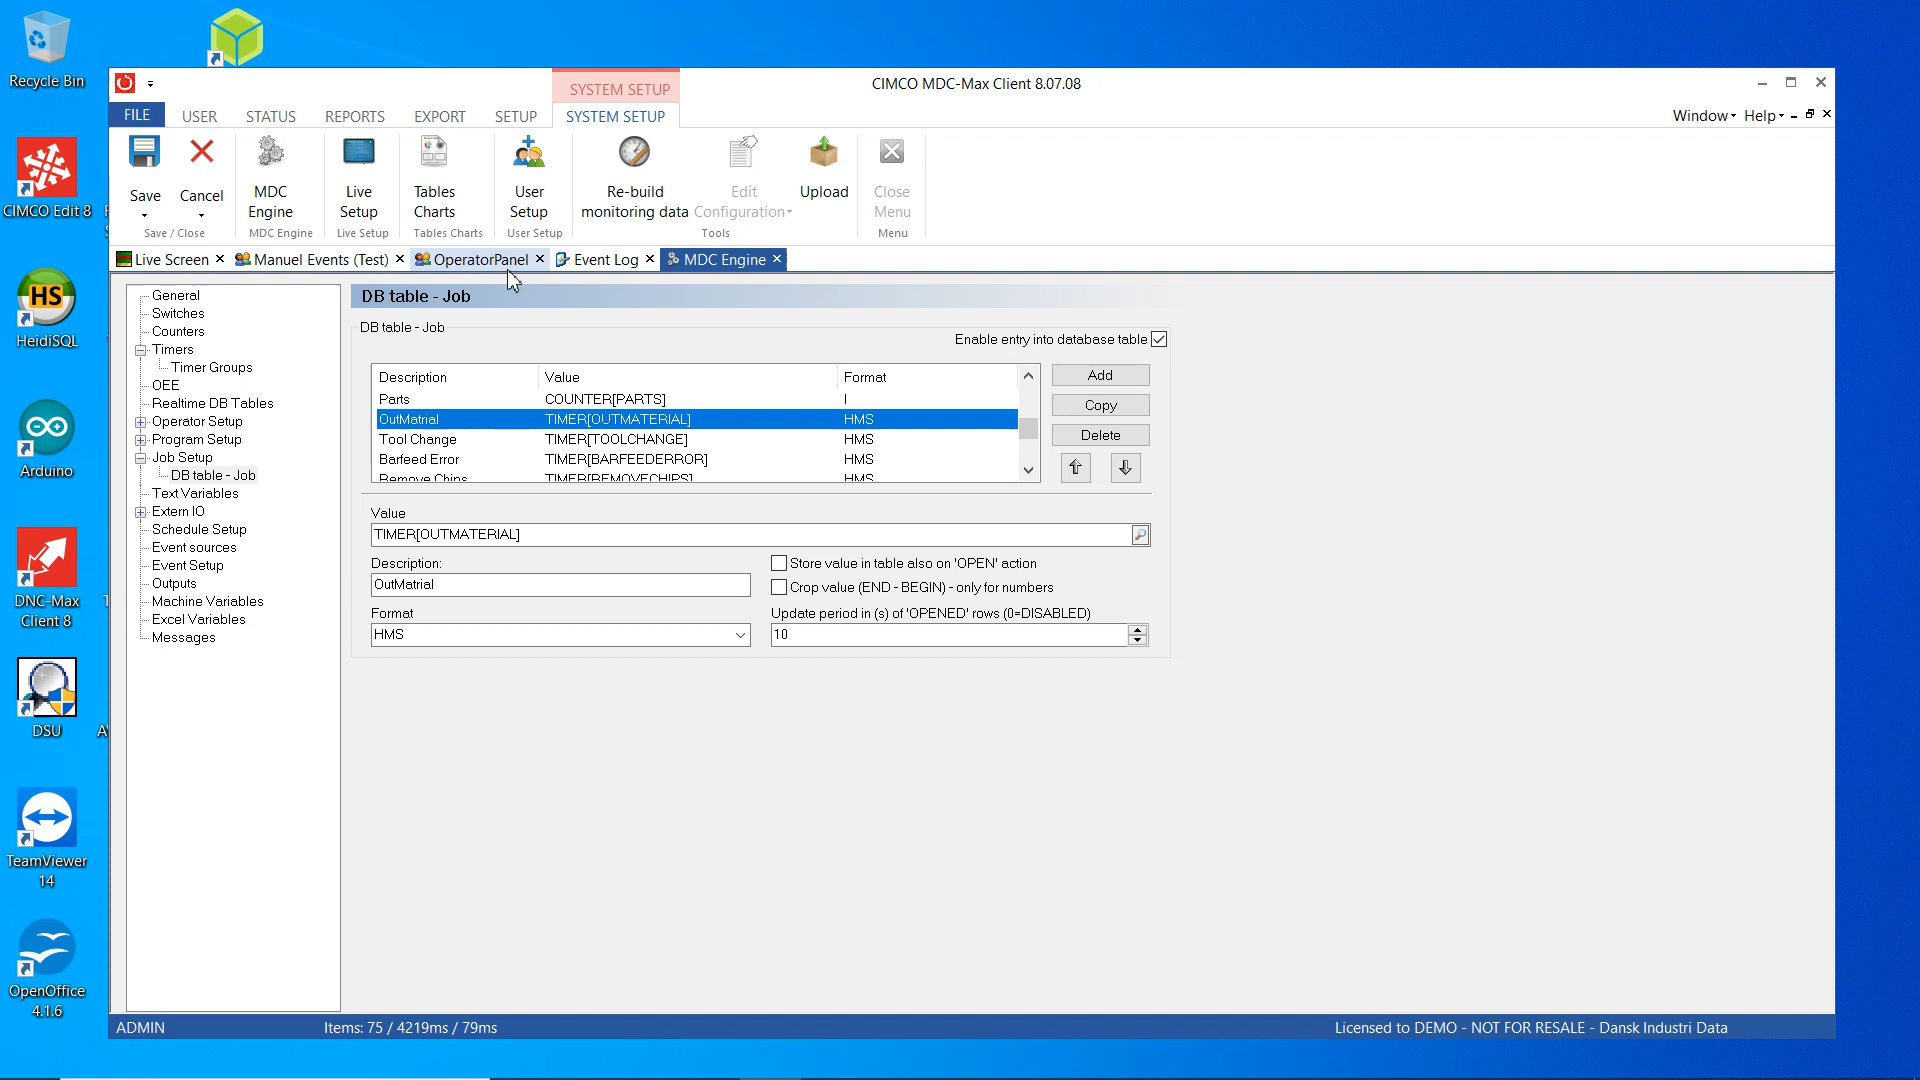 Recycle Bin
CIMCO Edit 8
HeidiSQL
Arduino
DNC-Max
Client 8
DSU
TeamViewer
14
OpenOffice
4.1.6
SYSTEM SETUP
CIMCO MDC-Max Client 8.07.08
FILE
USER
STATUS
REPORTS
EXPORT
SETUP
SYSTEM SETUP
Window
Help
Save
Cancel
Save / Close
MDC
Engine
MDC Engine
Live
Setup
Live Setup
Tables
Charts
Tables Charts
User
Setup
User Setup
Re-build
monitoring data
Edit
Configuration
Upload
Tools
Close
Menu
Menu
Live Screen
Manuel Events (Test)
OperatorPanel
Event Log
MDC Engine
General
Switches
Counters
Timers
Timer Groups
OEE
Realtime DB Tables
Operator Setup
Program Setup
Job Setup
DB table - Job
Text Variables
Extern IO
Schedule Setup
Event sources
Event Setup
Outputs
Machine Variables
Excel Variables
Messages
DB table - Job
DB table - Job
Enable entry into database table
Description Value Format
Parts COUNTER[PARTS] I
OutMatrial TIMER[OUTMATERIAL] HMS
Tool Change TIMER[TOOLCHANGE] HMS
Barfeed Error TIMER[BARFEEDERROR] HMS
Remove Chips TIMER[REMOVECHIPS] HMS
Add
Copy
Delete
Value
TIMER[OUTMATERIAL]
Description:
OutMatrial
Format
HMS
Store value in table also on 'OPEN' action
Crop value (END - BEGIN) - only for numbers
Update period in (s) of 'OPENED' rows (0=DISABLED)
10
ADMIN
Items: 75 / 4219ms / 79ms
Licensed to DEMO - NOT FOR RESALE - Dansk Industri Data